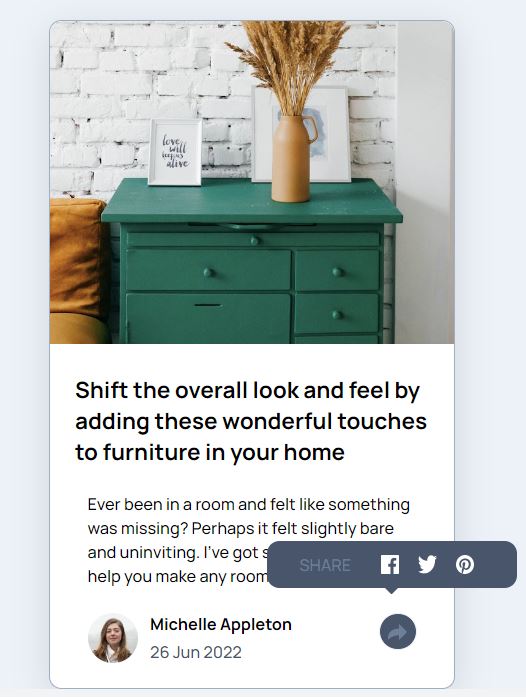 love
will
keep us
alive
Shift the overall look and feel by
adding these wonderful touches
to furniture in your home
Ever been in a room and felt like something
was missing? Perhaps it felt slightly bare
and uninviting. I've got
help you make any room
SHARE
Michelle Appleton
26 Jun 2022